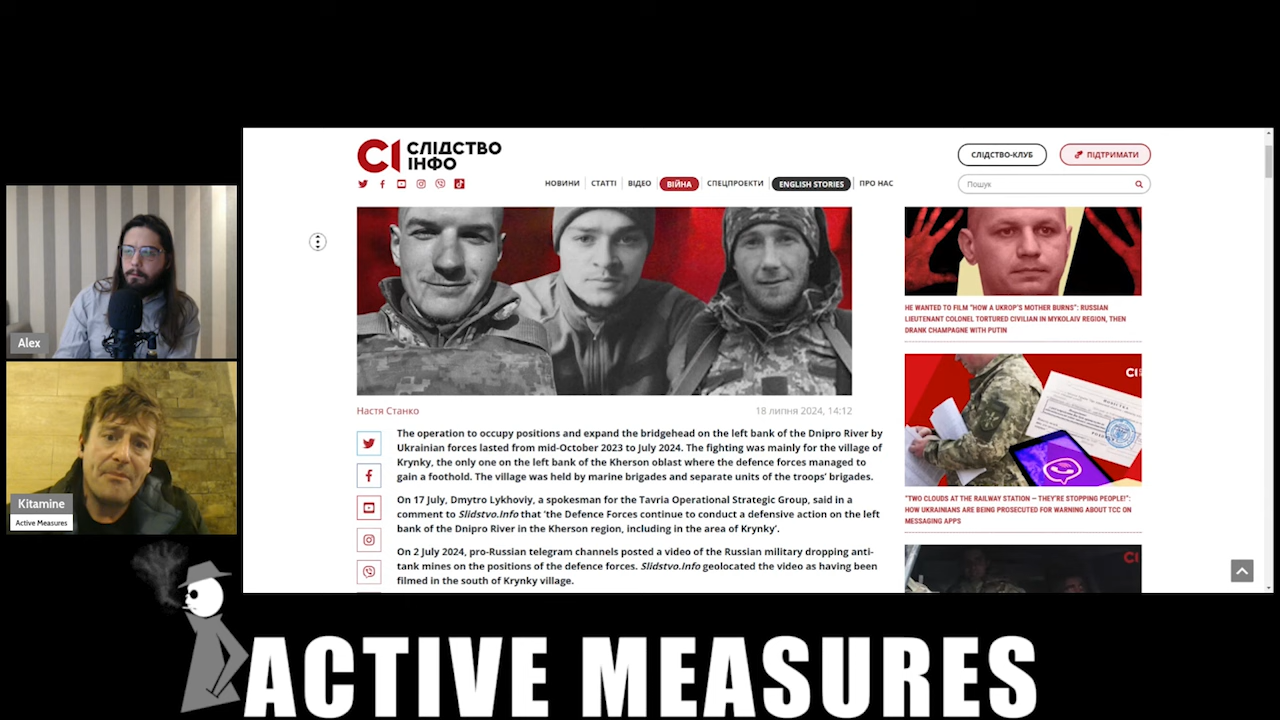 Alex
Kitamine
Active Measures
СЛІДСТВО
ІНФО
СЛІДСТВО-КЛУБ
ПІДТРИМАТИ
НОВИНИ СТАТТІ ВІДЕО ВІЙНА СПЕЦПРОЕКТИ ENGLISH STORIES ПРО НАС
Пошук
Настя Станко
18 липня 2024, 14:12
The operation to occupy positions and expand the bridgehead on the left bank of the Dnipro River by
Ukrainian forces lasted from mid-October 2023 to July 2024. The fighting was mainly for the village of
Krynky, the only one on the left bank of the Kherson oblast where the defence forces managed to
gain a foothold. The village was held by marine brigades and separate units of the troops' brigades.
On 17 July, Dmytro Lykhoviy, a spokesman for the Tavria Operational Strategic Group, said in a
comment to Slidstvo.Info that 'the Defence Forces continue to conduct a defensive action on the left
bank of the Dnipro River in the Kherson region, including in the area of Krynky'.
On 2 July 2024, pro-Russian telegram channels posted a video of the Russian military dropping anti-
tank mines on the positions of the defence forces. Slidstvo.Info geolocated the video as having been
filmed in the south of Krynky village.
HE WANTED TO FILM "HOW A UKROP'S MOTHER BURNS": RUSSIAN
LIEUTENANT COLONEL TORTURED CIVILIAN IN MYKOLAIV REGION, THEN
DRANK CHAMPAGNE WITH PUTIN
"TWO CLOUDS AT THE RAILWAY STATION – THEY'RE STOPPING PEOPLE!":
HOW UKRAINIANS ARE BEING PROSECUTED FOR WARNING ABOUT TCC ON
MESSAGING APPS
ACTIVE MEASURES